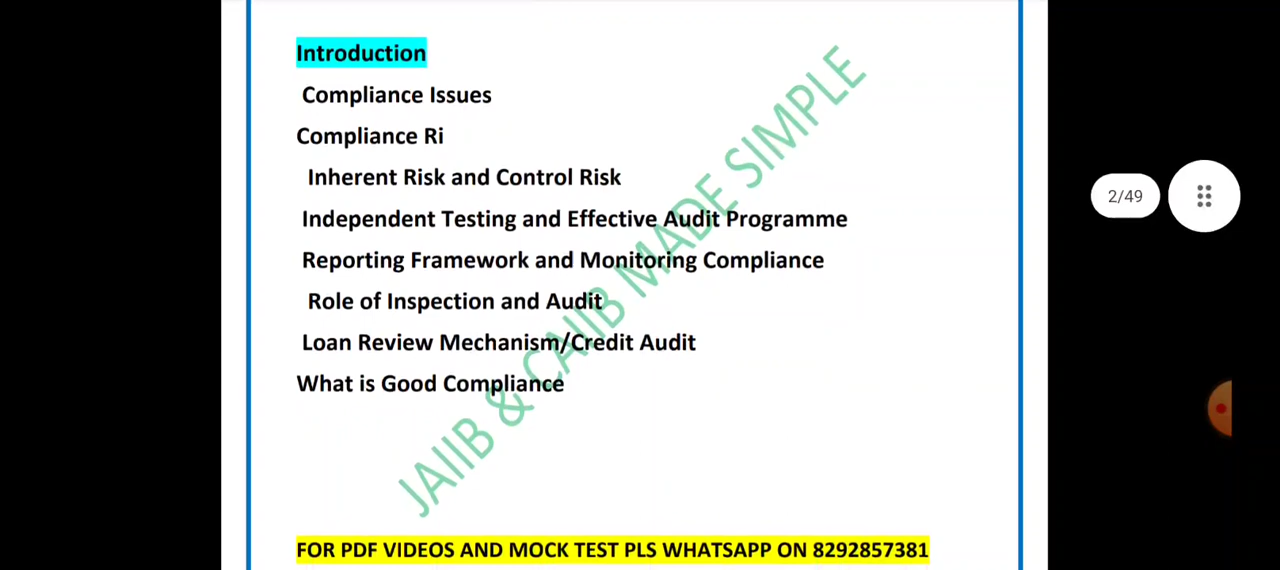 Introduction
Compliance Issues
Compliance Ri
Inherent Risk and Control Risk
Independent Testing and Effective Audit Programme
Reporting Framework and Monitoring Compliance
Role of Inspection and Audit
Loan Review Mechanism/Credit Audit
What is Good Compliance
JAIIB & CAIIB MADE SIMPLE
FOR PDF VIDEOS AND MOCK TEST PLS WHATSAPP ON 8292857381
2/49